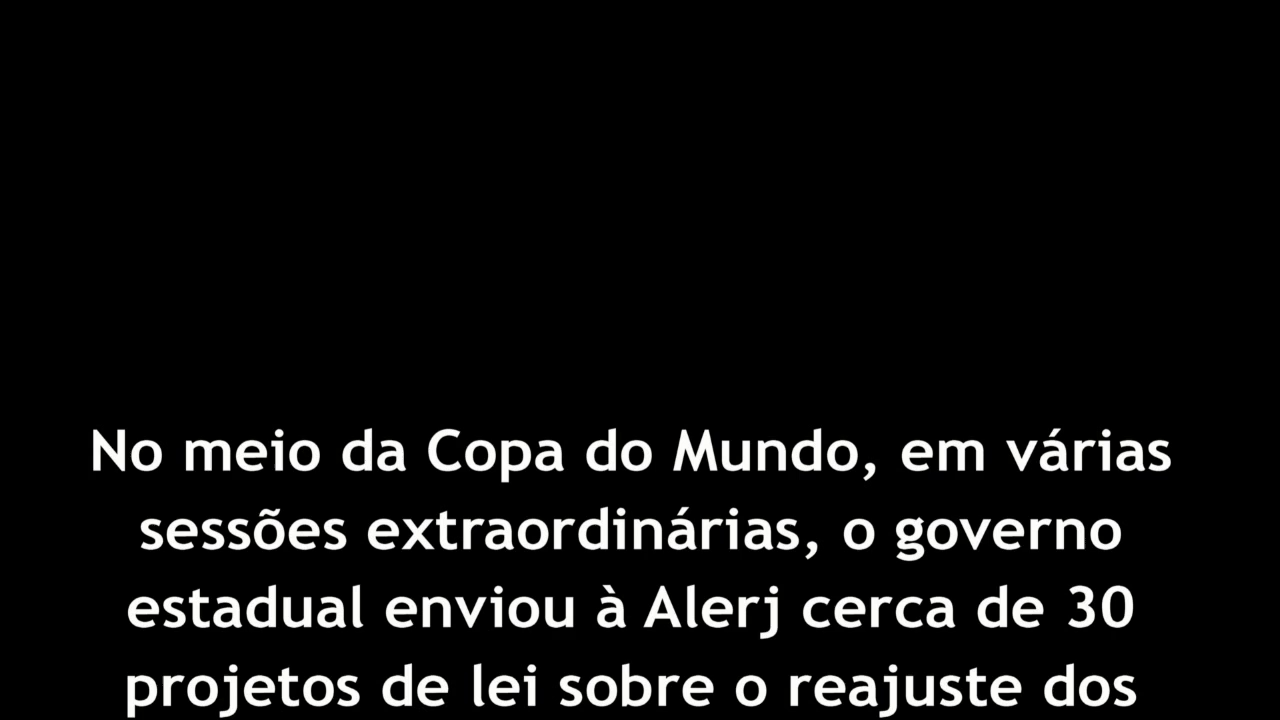 No meio da Copa do Mundo, em várias
sessões extraordinárias, o governo
estadual enviou à Alerj cerca de 30
projetos de lei sobre o reajuste dos